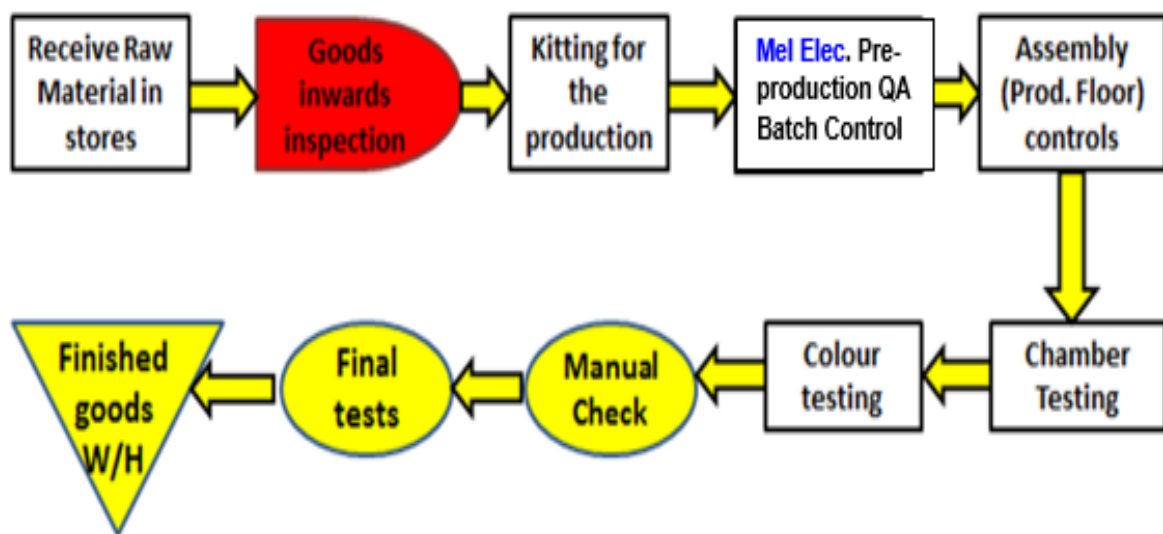 Receive Raw
Material in
stores
Goods
inwards
inspection
Kitting for
the
production
Mel Elec. Pre-
production QA
Batch Control
Assembly
(Prod. Floor)
controls
Chamber
Testing
Colour
testing
Manual
Check
Final
tests
Finished
goods
W/H